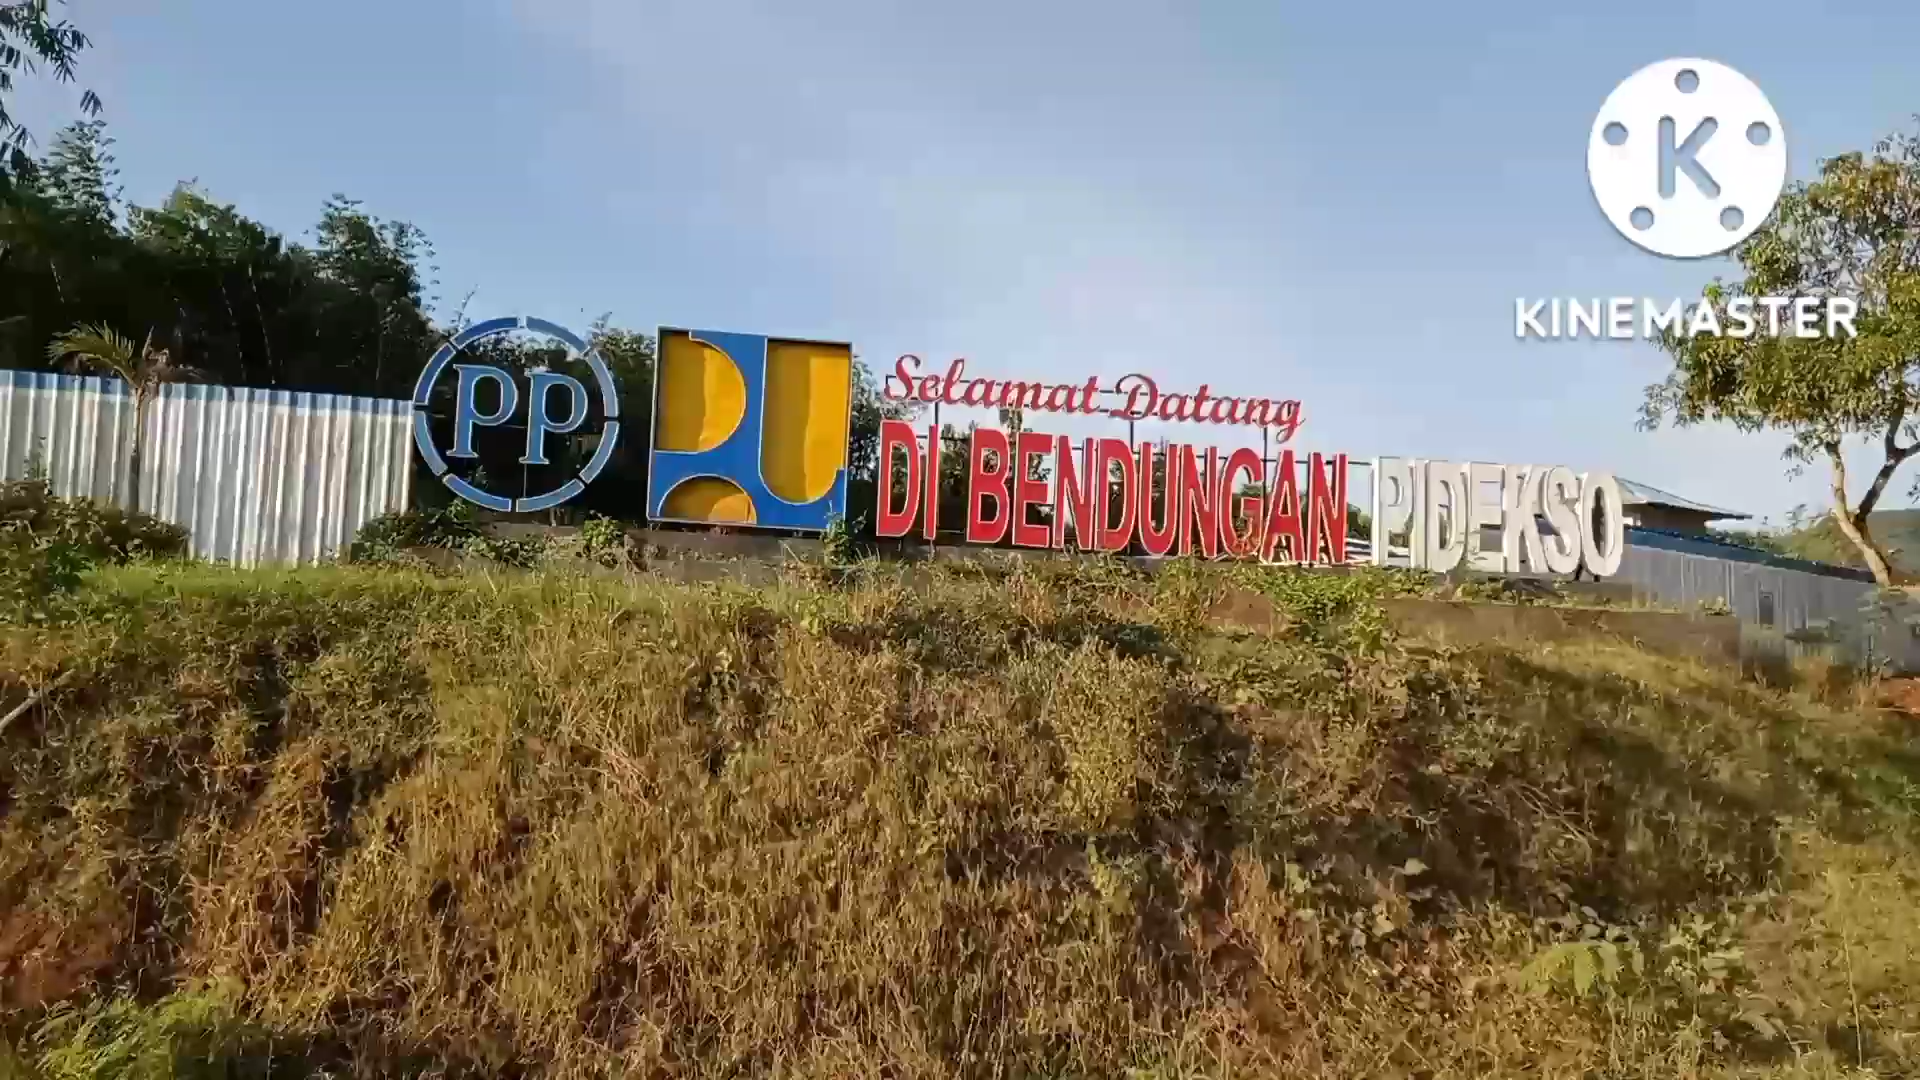 K
KINEMASTER
PP
Selamat Datang
DI BENDUNGAN PIDEKSO